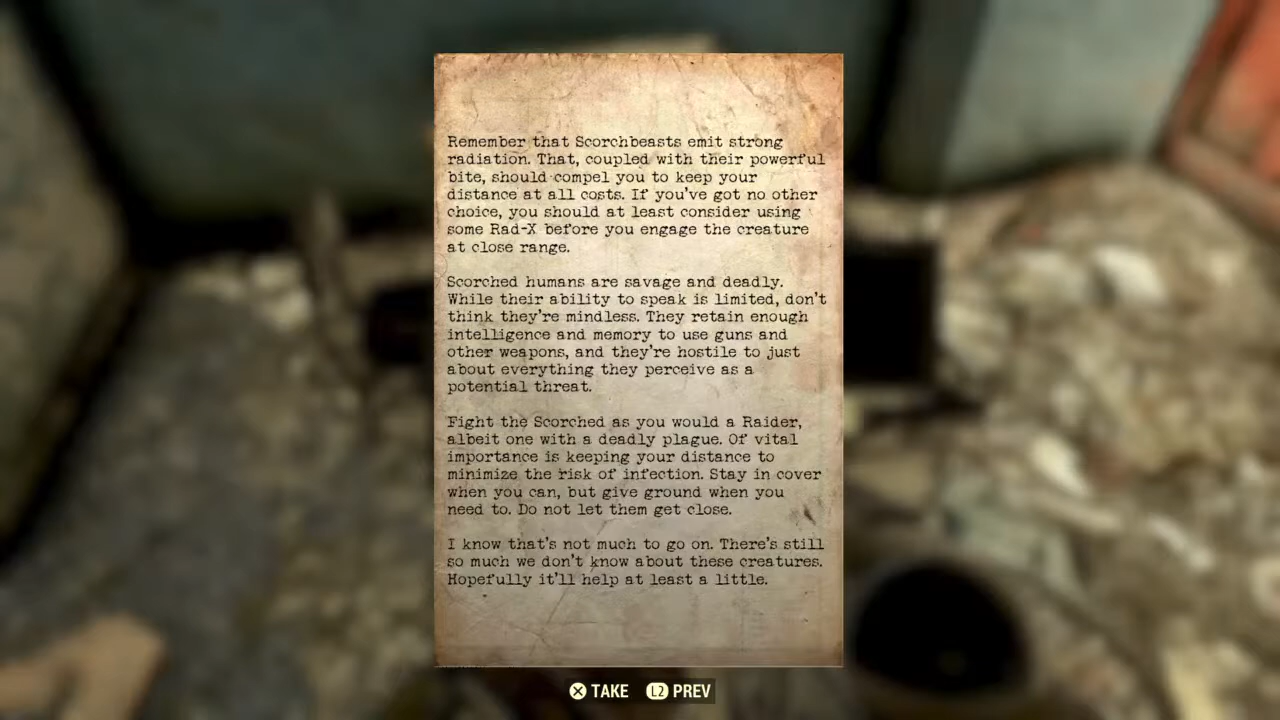 Remember that Scorchbeasts emit strong
radiation. That, coupled with their powerful
bite, should compel you to keep your
distance at all costs. If you've got no other
choice, you should at least consider using
some Rad-X before you engage the creature
at close range.
Scorched humans are savage and deadly.
While their ability to speak is limited, don't
think they're mindless. They retain enough
intelligence and memory to use guns and
other weapons, and they're hostile to just
about everything they perceive as a
potential threat.
Fight the Scorched as you would a Raider,
albeit one with a deadly plague. Of vital
importance is keeping your distance to
minimize the risk of infection. Stay in cover
when you can, but give ground when you
need to. Do not let them get close.
I know that's not much to go on. There's still
so much we don't know about these creatures.
Hopefully it'll help at least a little.
TAKE L2 PREV